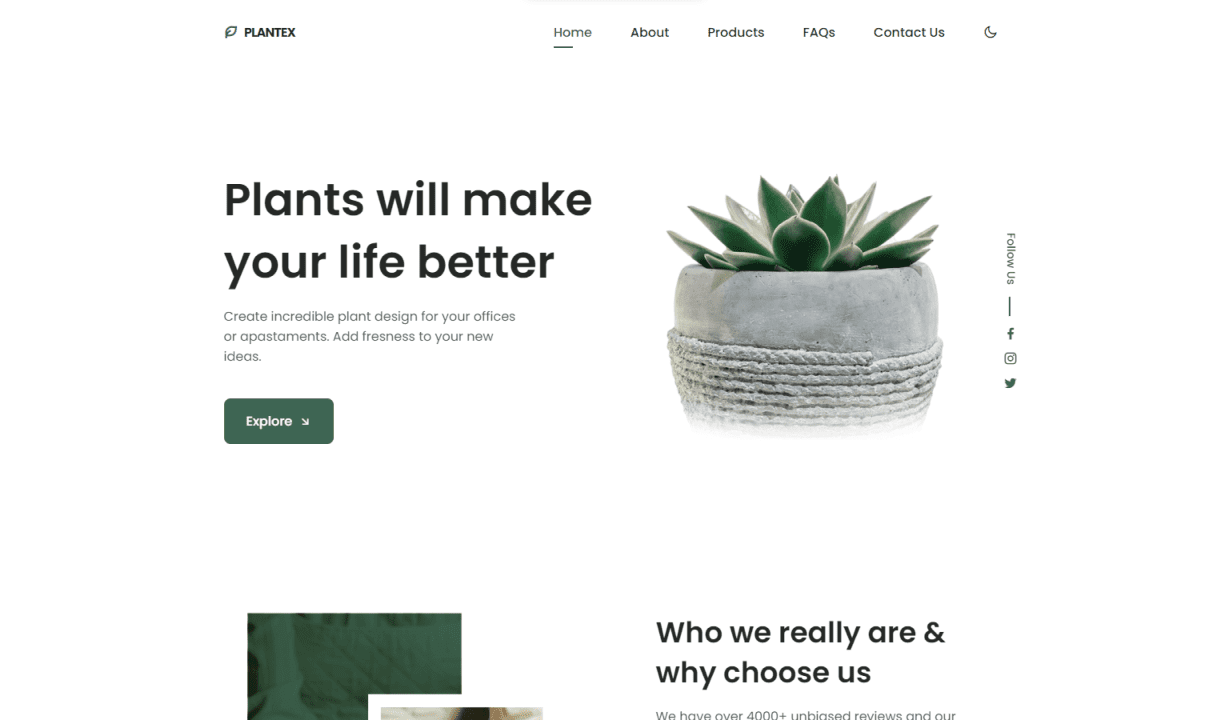 PLANTEX
Home
About
Products
FAQs
Contact Us
Plants will make
your life better
Create incredible plant design for your offices
or apastaments. Add fresness to your new
ideas.
Explore
Follow Us
Who we really are &
why choose us
We have over 4000+ unbiased reviews and our